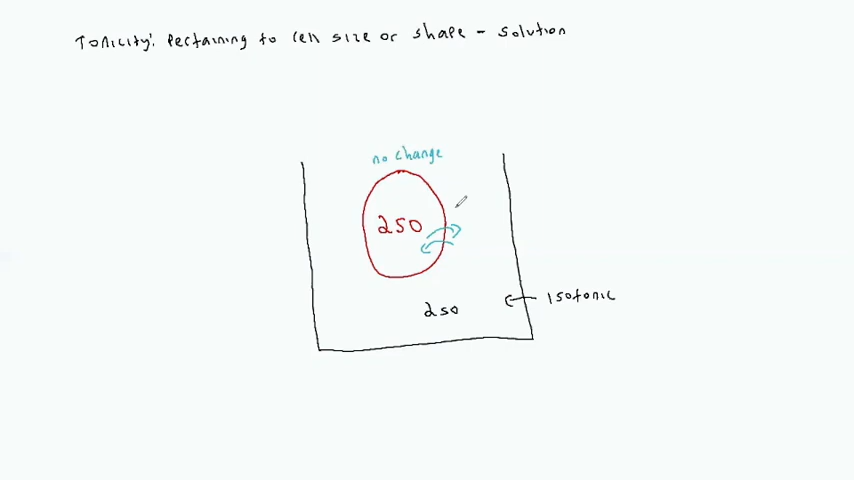 Tonicity: Pertaining to cell size or shape - solution
no change
250
250
Isotonic